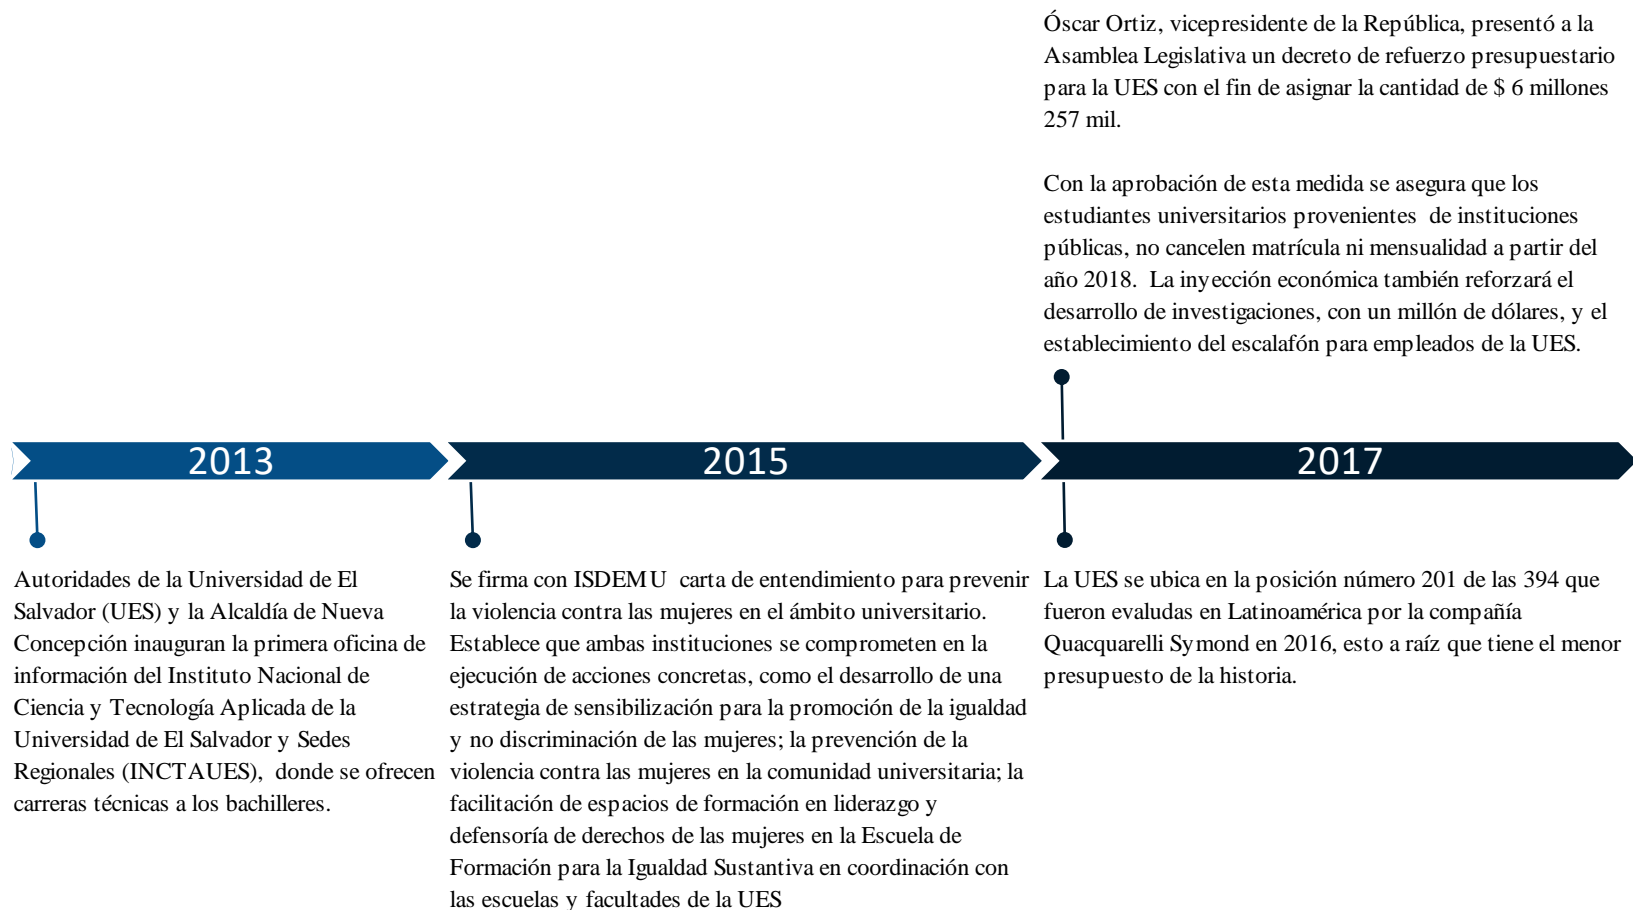 Óscar Ortiz, vicepresidente de la República, presentó a la
Asamblea Legislativa un decreto de refuerzo presupuestario
para la UES con el fin de asignar la cantidad de $ 6 millones
257 mil.
Con la aprobación de esta medida se asegura que los
estudiantes universitarios provenientes de instituciones
públicas, no cancelen matrícula ni mensualidad a partir del
año 2018. La inyección económica también reforzará el
desarrollo de investigaciones, con un millón de dólares, y el
establecimiento del escalafón para empleados de la UES.
2013
2015
2017
Autoridades de la Universidad de El
Salvador (UES) y la Alcaldía de Nueva
Concepción inauguran la primera oficina de
información del Instituto Nacional de
Ciencia y Tecnología Aplicada de la
Universidad de El Salvador y Sedes
Regionales (INCTAUES), donde se ofrecen
carreras técnicas a los bachilleres.
Se firma con ISDEMU carta de entendimiento para prevenir
la violencia contra las mujeres en el ámbito universitario.
Establece que ambas instituciones se comprometen en la
ejecución de acciones concretas, como el desarrollo de una
estrategia de sensibilización para la promoción de la igualdad
y no discriminación de las mujeres; la prevención de la
violencia contra las mujeres en la comunidad universitaria; la
facilitación de espacios de formación en liderazgo y
defensoría de derechos de las mujeres en la Escuela de
Formación para la Igualdad Sustantiva en coordinación con
las escuelas y facultades de la UES
La UES se ubica en la posición número 201 de las 394 que
fueron evaludas en Latinoamérica por la compañía
Quacquarelli Symond en 2016, esto a raíz que tiene el menor
presupuesto de la historia.